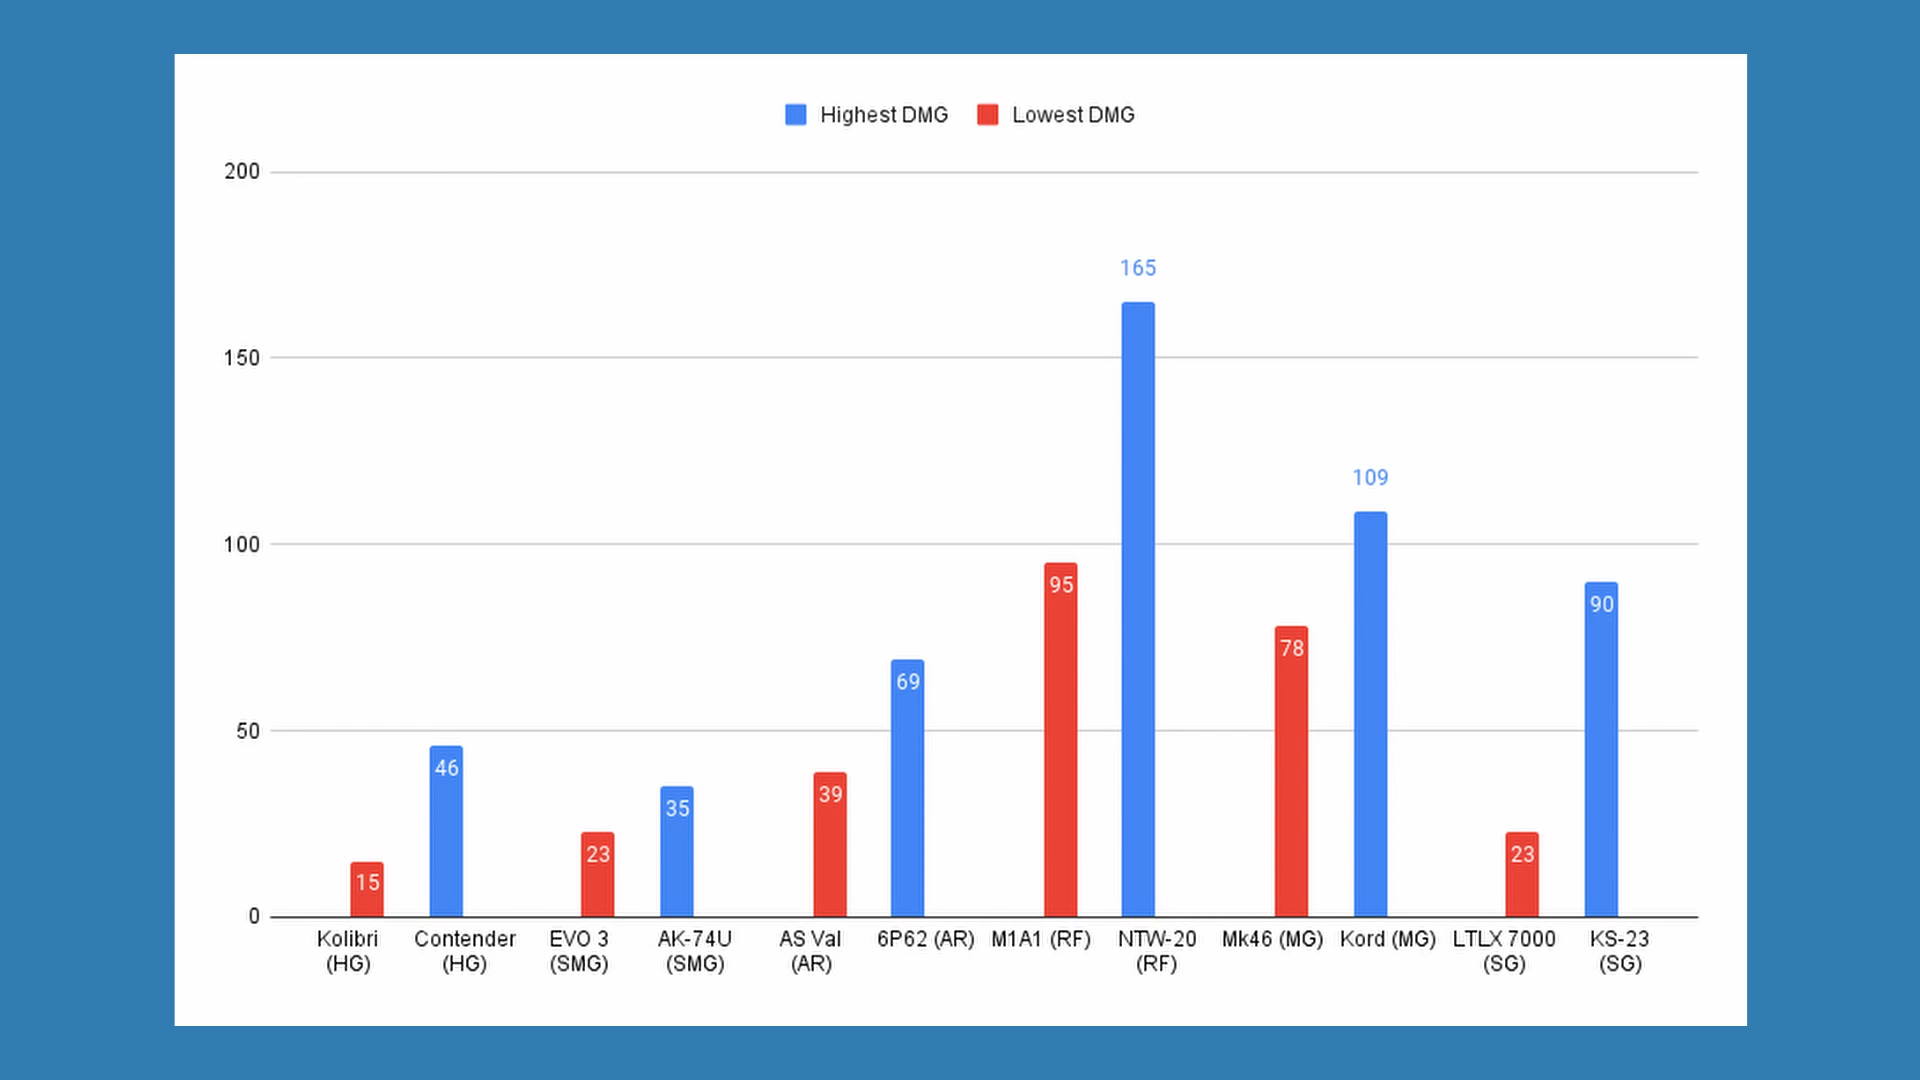 Highest DMG Lowest DMG
200
165
150
109
100
95
90
78
69
50
46
39
35
23
23
15
0
Kolibri (HG)
Contender (HG)
EVO 3 (SMG)
AK-74U (SMG)
AS Val (AR)
6P62 (AR)
M1A1 (RF)
NTW-20 (RF)
Mk46 (MG)
Kord (MG)
LTLX 7000 (SG)
KS-23 (SG)